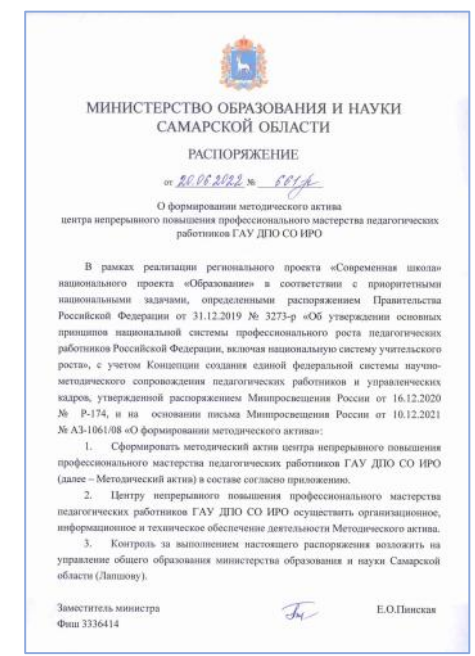 МИНИСТЕРСТВО ОБРАЗОВАНИЯ И НАУКИ
САМАРСКОЙ ОБЛАСТИ
РАСПОРЯЖЕНИЕ
от 20.06.2022 № 661-р
О формировании методического актива
центра непрерывного повышения профессионального мастерства педагогических
работников ГАУ ДПО СО ИРО
В рамках реализации регионального проекта «Современная школа»
национального проекта «Образование» в соответствии с приоритетными
национальными задачами, определенными распоряжением Правительства
Российской Федерации от 31.12.2019 № 3273-р «Об утверждении основных
принципов национальной системы профессионального роста педагогических
работников Российской Федерации, включая национальную систему учительского
роста», с учетом Концепции создания единой федеральной системы научно-
методического сопровождения педагогических работников и управленческих
кадров, утвержденной распоряжением Минпросвещения России от 16.12.2020
№ Р-174, и на основании письма Минпросвещения России от 10.12.2021
№ АЗ-1061/08 «О формировании методического актива»:
1. Сформировать методический актив центра непрерывного повышения
профессионального мастерства педагогических работников ГАУ ДПО СО ИРО
(далее – Методический актив) в составе согласно приложению.
2. Центру непрерывного повышения профессионального мастерства
педагогических работников ГАУ ДПО СО ИРО осуществить организационное,
информационное и техническое обеспечение деятельности Методического актива.
3. Контроль за выполнением настоящего распоряжения возложить на
управление общего образования министерства образования и науки Самарской
области (Лапшову).
Заместитель министра Е.О.Пинская
Фиш 3336414